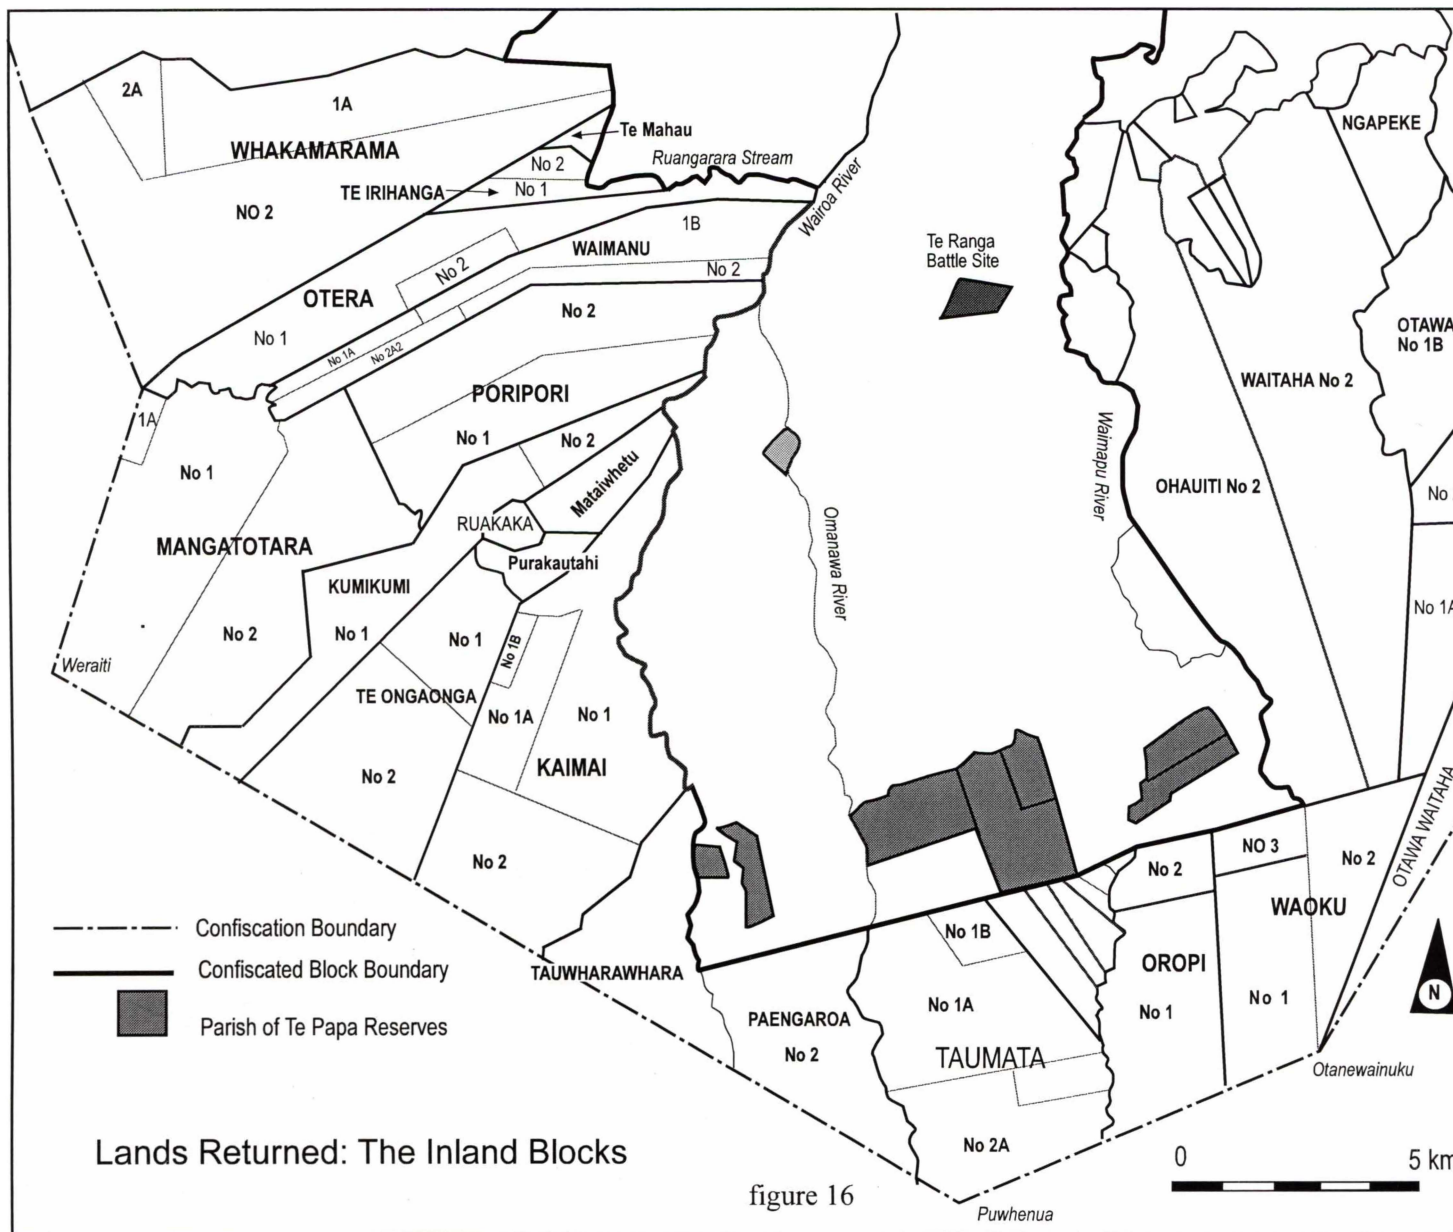 2A
1A
WHAKAMARAMA
NO 2
Te Mahau
Ruangarara Stream
No 2
TE IRIHANGA
No 1
Wairoa River
NGAPEKE
1B
WAIMANU
No 2
No 2
OTERA
No 1
No 1A
No 2A2
No 2
Te Ranga
Battle Site
OTAWA
No 1B
WAITAHA No 2
PORIPORI
No 1
No 2
1A
No 1
Mataiwhetu
Waimapu River
OHAUITI No 2
No
RUAKAKA
MANGATOTARA
Purakautahi
Omanawa River
KUMIKUMI
No 1
No 2
No 1
No 1B
No 1A
Weraiti
TE ONGAONGA
No 1A
No 1
KAIMAI
No 2
No 2
OTAWA WAITAHA
No 2
NO 3
No 2
WAOKU
Confiscation Boundary
Confiscated Block Boundary
Parish of Te Papa Reserves
TAUWHARAWHARA
No 1B
OROPI
PAENGAROA
No 2
No 1A
No 1
No 1
N
TAUMATA
Otanewainuku
No 2A
Lands Returned: The Inland Blocks
0 5 km
figure 16
Puwhenua